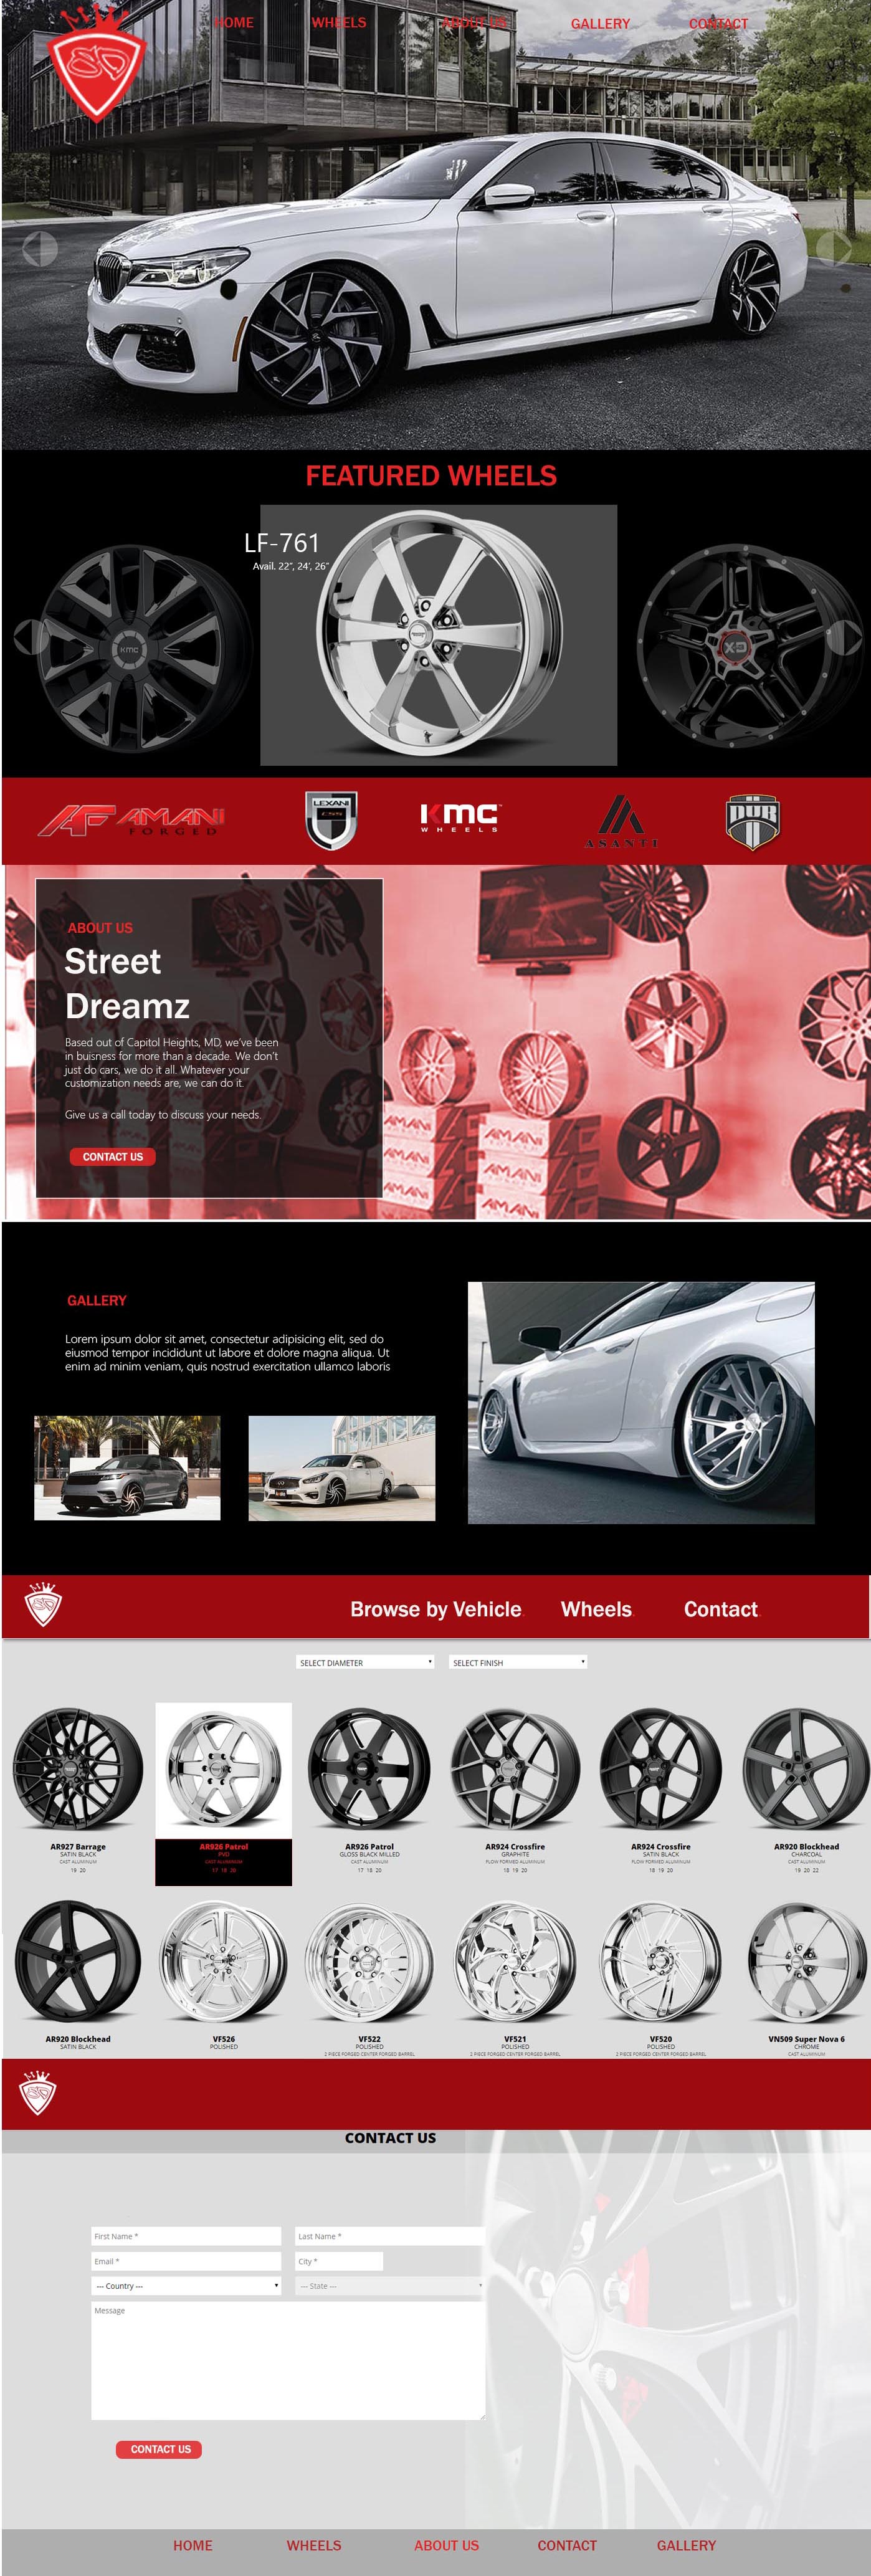 SD
HOME WHEELS ABOUT US GALLERY CONTACT
FEATURED WHEELS
LF-761
Avail. 22", 24', 26"
KMC
XD
AF AMANI
FORGED
LEXANI
KMC
WHEELS
ASANTI
DUB
ABOUT US
Street
Dreamz
Based out of Capitol Heights, MD, we've been
in buisness for more than a decade. We don't
just do cars, we do it all. Whatever your
customization needs are, we can do it.
Give us a call today to discuss your needs.
CONTACT US
AMANI
AMANI
AMANI
AMANI
GALLERY
Lorem ipsum dolor sit amet, consectetur adipisicing elit, sed do
eiusmod tempor incididunt ut labore et dolore magna aliqua. Ut
enim ad minim veniam, quis nostrud exercitation ullamco laboris
SD
Browse by Vehicle Wheels Contact
SELECT DIAMETER SELECT FINISH
AR927 Barrage AR926 Patrol AR926 Patrol AR924 Crossfire AR924 Crossfire AR920 Blockhead
SATIN BLACK PVD GLOSS BLACK MILLED GRAPHITE SATIN BLACK CHARCOAL
CAST ALUMINUM CAST ALUMINUM CAST ALUMINUM FLOW FORMED ALUMINUM FLOW FORMED ALUMINUM CAST ALUMINUM
19 20 17 18 20 17 18 20 18 19 20 18 19 20 19 20 22
AR920 Blockhead VF526 VF522 VF521 VF520 VN509 Super Nova 6
SATIN BLACK POLISHED POLISHED POLISHED POLISHED CHROME
2 PIECE FORGED CENTER FORGED BARREL 2 PIECE FORGED CENTER FORGED BARREL 2 PIECE FORGED CENTER FORGED BARREL CAST ALUMINUM
SD
CONTACT US
First Name * Last Name *
Email * City *
--- Country --- --- State ---
Message
CONTACT US
HOME WHEELS ABOUT US CONTACT GALLERY